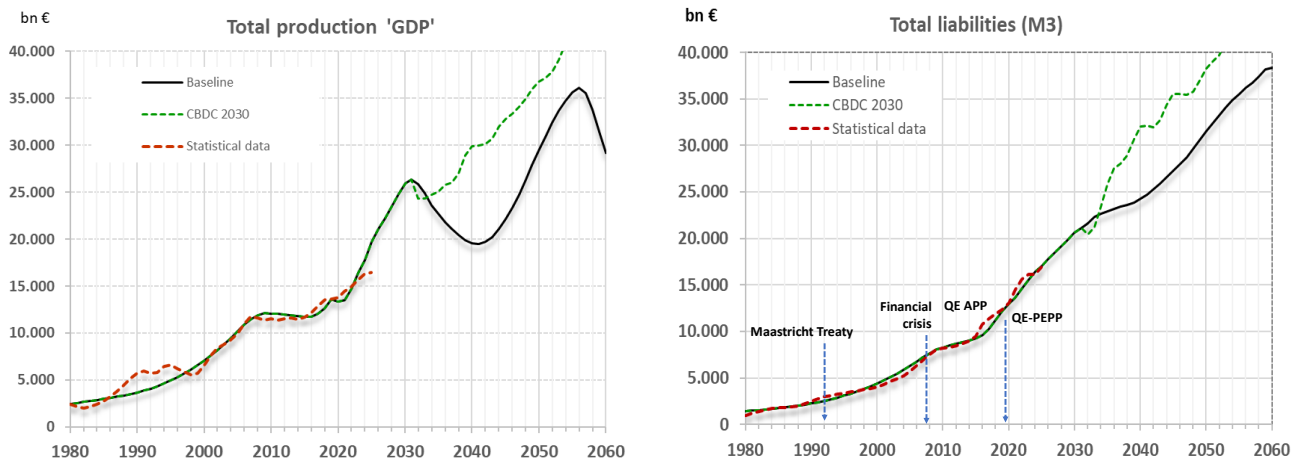 bn €
Total production 'GDP'
40.000
35.000
30.000
25.000
20.000
15.000
10.000
5.000
0
Baseline
CBDC 2030
Statistical data
1980 1990 2000 2010 2020 2030 2040 2050 2060
bn €
Total liabilities (M3)
40.000
35.000
30.000
25.000
20.000
15.000
10.000
5.000
0
Baseline
CBDC 2030
Statistical data
Maastricht Treaty
Financial
crisis
QE APP
QE-PEPP
1980 1990 2000 2010 2020 2030 2040 2050 2060